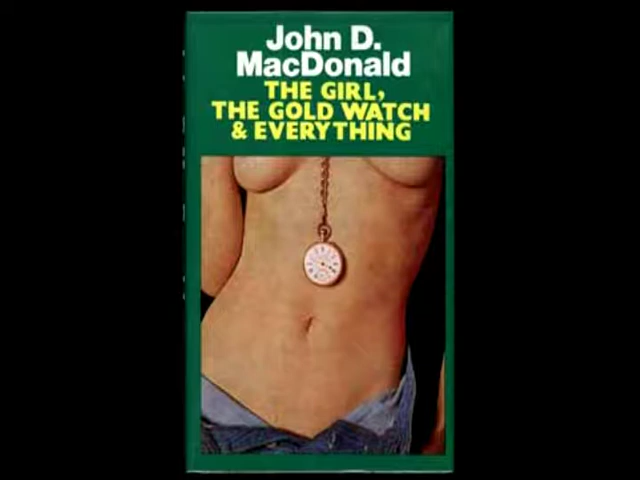 John D.
MacDonald
THE GIRL,
THE GOLD WATCH
& EVERYTHING